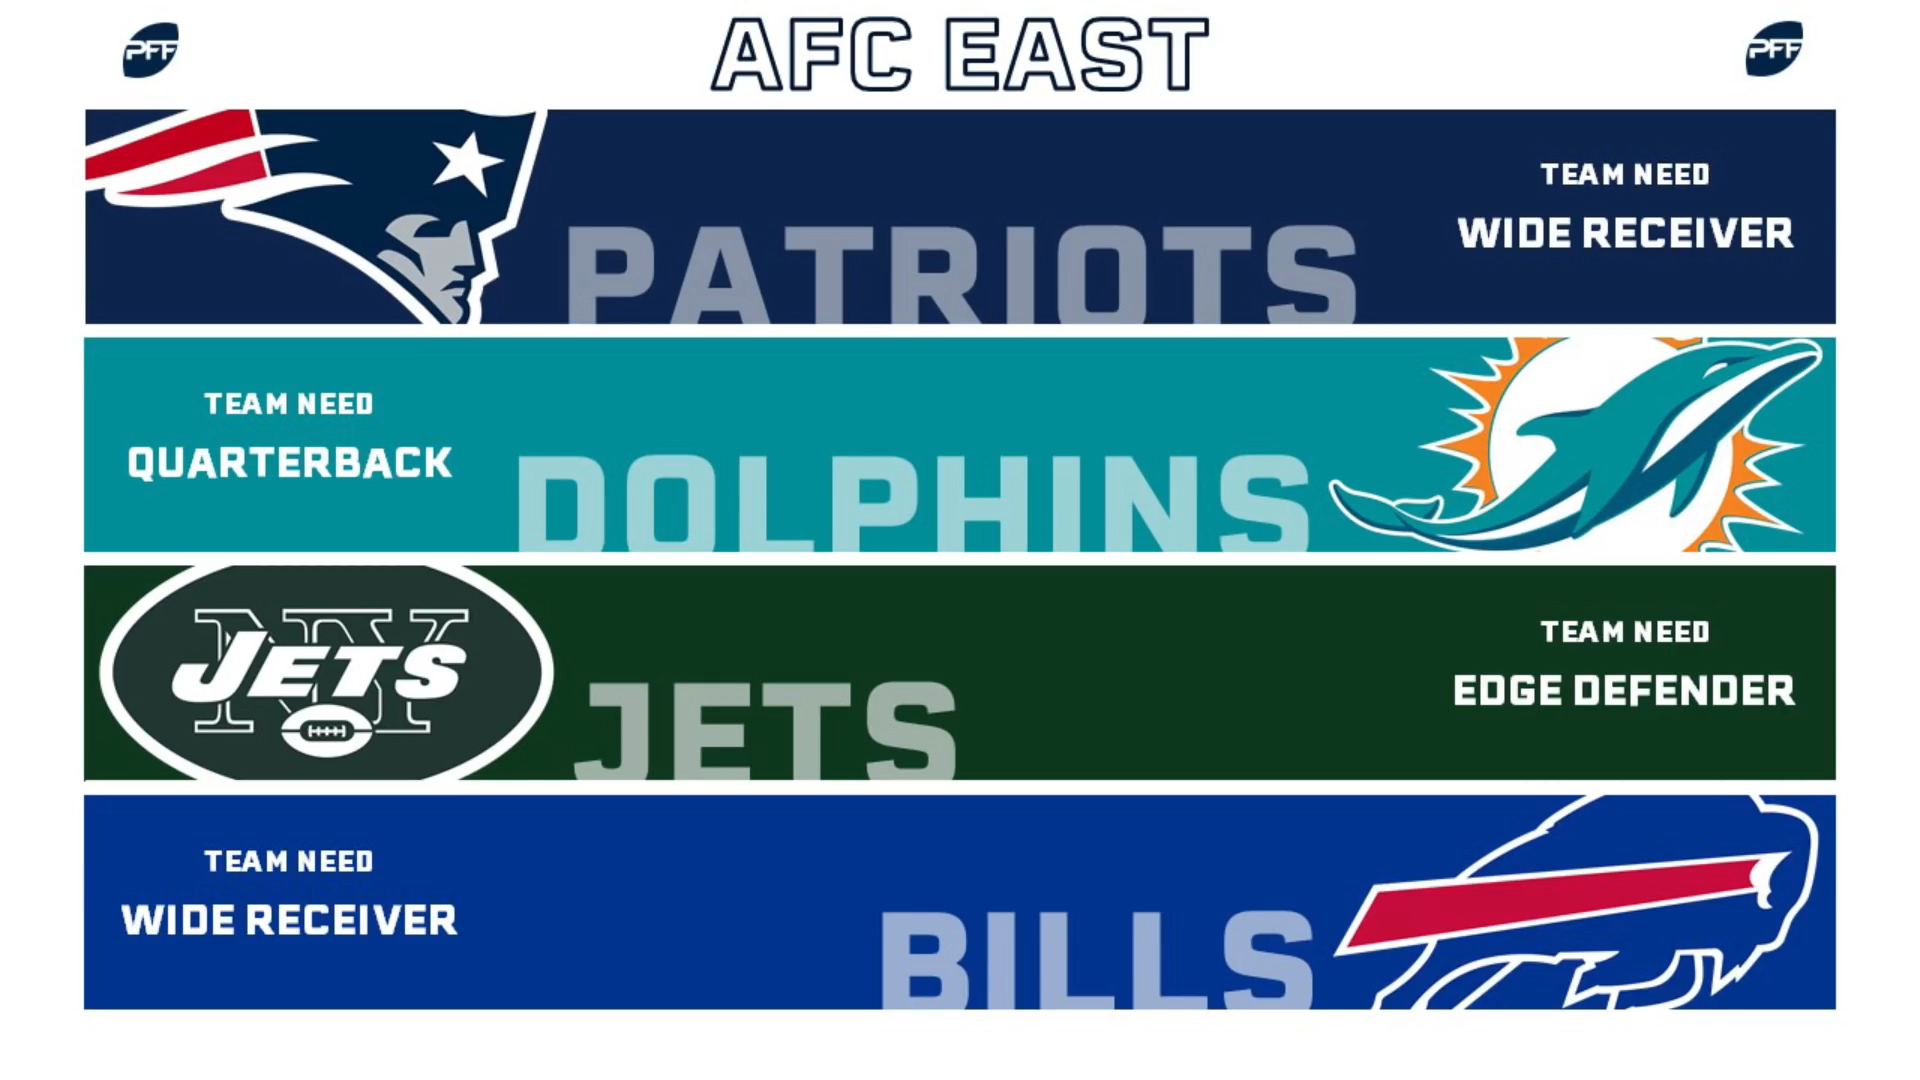 PFF AFC EAST PFF
TEAM NEED
WIDE RECEIVER
PATRIOTS
TEAM NEED
QUARTERBACK
DOLPHINS
NY
JETS
JETS
TEAM NEED
EDGE DEFENDER
TEAM NEED
WIDE RECEIVER
BILLS